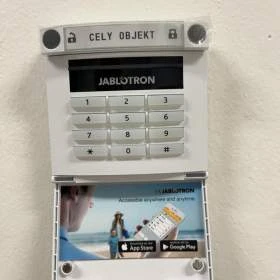 CELY OBJEKT
JABLOTRON
1 2 3
4 5 6
7 8 9
* 0 #
JABLOTRON
Accessible anywhere and anytime
App Store
Google Play